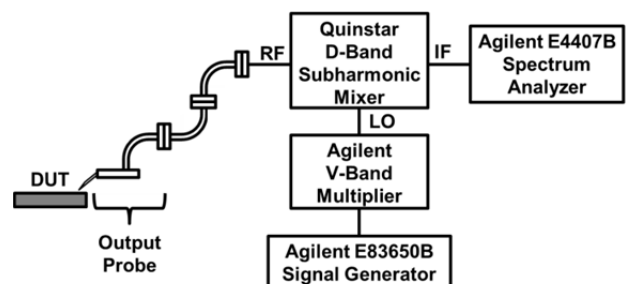 Quinstar
D-Band
Subharmonic
Mixer
RF
IF
Agilent E4407B
Spectrum
Analyzer
LO
Agilent
V-Band
Multiplier
DUT
Output
Probe
Agilent E83650B
Signal Generator